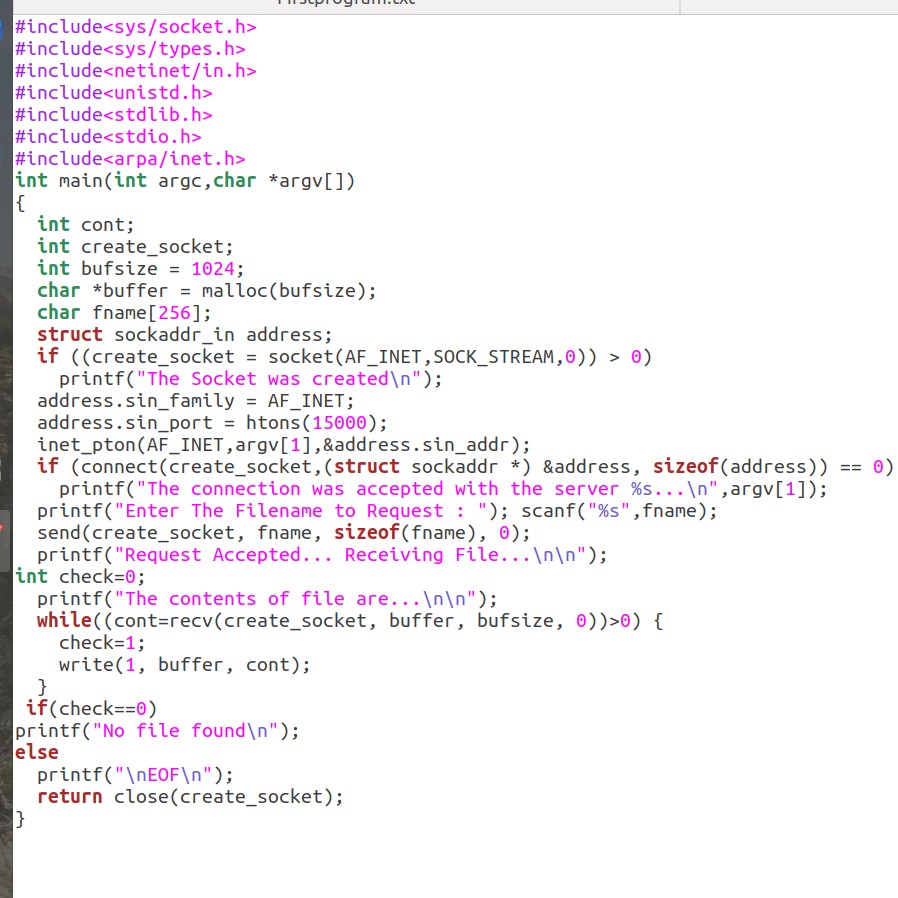 Firstprogram.txt
#include<sys/socket.h>
#include<sys/types.h>
#include<netinet/in.h>
#include<unistd.h>
#include<stdlib.h>
#include<stdio.h>
#include<arpa/inet.h>
int main(int argc,char *argv[])
{
  int cont;
  int create_socket;
  int bufsize = 1024;
  char *buffer = malloc(bufsize);
  char fname[256];
  struct sockaddr_in address;
  if ((create_socket = socket(AF_INET,SOCK_STREAM,0)) > 0)
    printf("The Socket was created\n");
  address.sin_family = AF_INET;
  address.sin_port = htons(15000);
  inet_pton(AF_INET,argv[1],&address.sin_addr);
  if (connect(create_socket,(struct sockaddr *) &address, sizeof(address)) == 0)
    printf("The connection was accepted with the server %s...\n",argv[1]);
  printf("Enter The Filename to Request : "); scanf("%s",fname);
  send(create_socket, fname, sizeof(fname), 0);
  printf("Request Accepted... Receiving File...\n\n");
int check=0;
  printf("The contents of file are...\n\n");
  while((cont=recv(create_socket, buffer, bufsize, 0))>0) {
    check=1;
    write(1, buffer, cont);
  }
 if(check==0)
printf("No file found\n");
else
  printf("\nEOF\n");
  return close(create_socket);
}